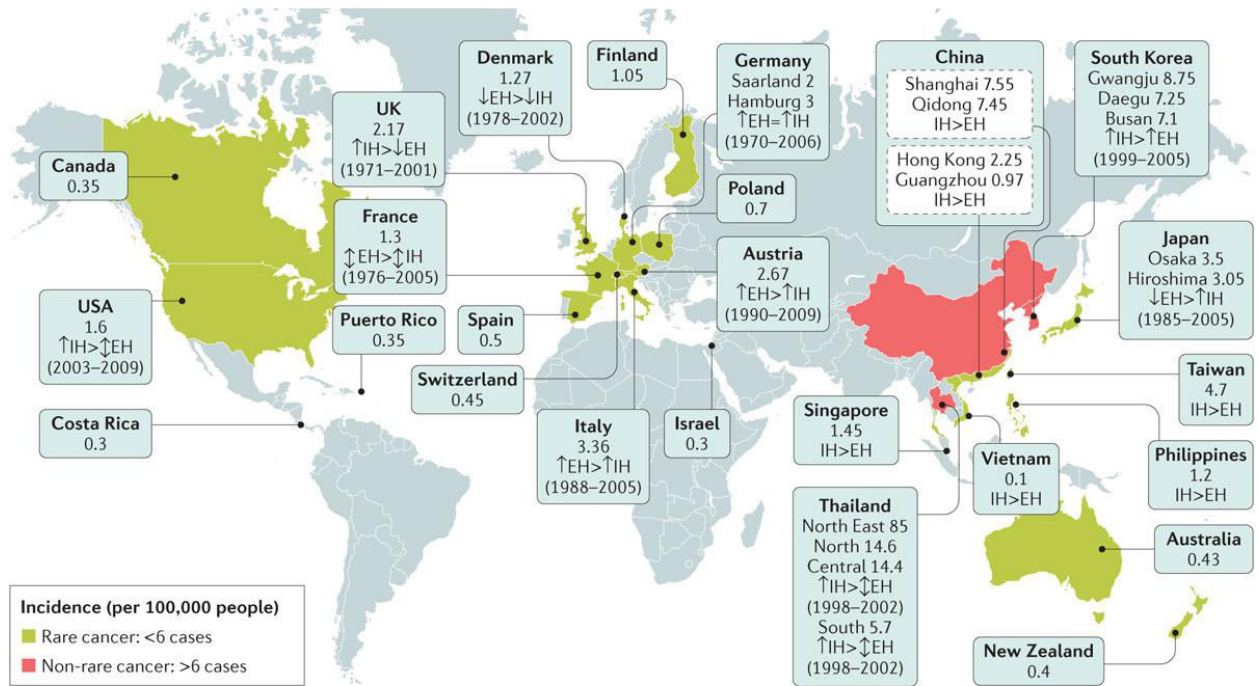 Canada
0.35
USA
1.6
↑IH>↕EH
(2003–2009)
Costa Rica
0.3
Puerto Rico
0.35
UK
2.17
↑IH>↓EH
(1971–2001)
France
1.3
↕EH>↕IH
(1976–2005)
Denmark
1.27
↓EH>↓IH
(1978–2002)
Finland
1.05
Germany
Saarland 2
Hamburg 3
↑EH=↑IH
(1970–2006)
Poland
0.7
Austria
2.67
↑EH>↑IH
(1990–2009)
Spain
0.5
Switzerland
0.45
Italy
3.36
↑EH>↑IH
(1988–2005)
Israel
0.3
China
Shanghai 7.55
Qidong 7.45
IH>EH
Hong Kong 2.25
Guangzhou 0.97
IH>EH
South Korea
Gwangju 8.75
Daegu 7.25
Busan 7.1
↑IH>↑EH
(1999–2005)
Japan
Osaka 3.5
Hiroshima 3.05
↓EH>↑IH
(1985–2005)
Taiwan
4.7
IH>EH
Singapore
1.45
IH>EH
Vietnam
0.1
IH>EH
Philippines
1.2
IH>EH
Thailand
North East 85
North 14.6
Central 14.4
↑IH>↕EH
(1998–2002)
South 5.7
↑IH>↕EH
(1998–2002)
Australia
0.43
New Zealand
0.4
Incidence (per 100,000 people)
Rare cancer: <6 cases
Non-rare cancer: >6 cases